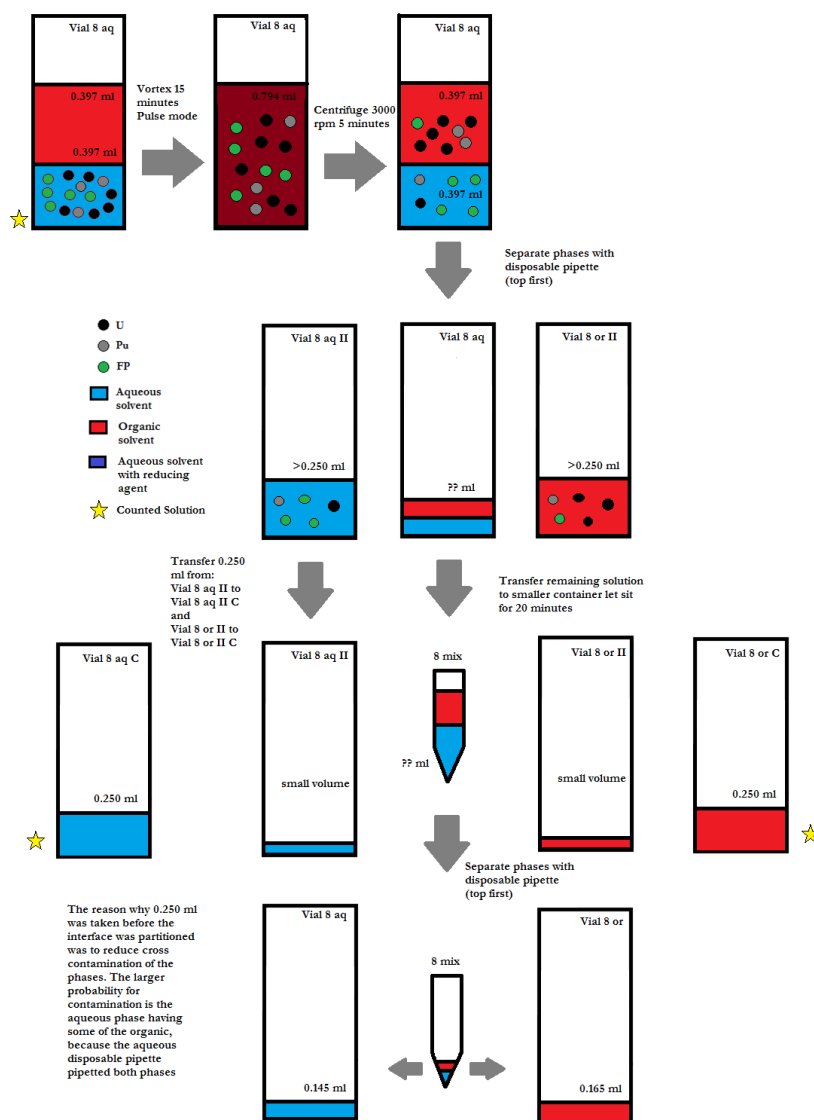 Vial 8 aq
0.397 ml
0.397 ml
Vortex 15
minutes
Pulse mode
Vial 8 aq
0.794 ml
Centrifuge 3000
rpm 5 minutes
Vial 8 aq
0.397 ml
0.397 ml
Separate phases with
disposable pipette
(top first)
U
Pu
FP
Aqueous
solvent
Organic
solvent
Aqueous solvent
with reducing
agent
Counted Solution
Vial 8 aq II
>0.250 ml
Vial 8 aq
?? ml
Vial 8 or II
>0.250 ml
Transfer 0.250
ml from:
Vial 8 aq II to
Vial 8 aq II C
and
Vial 8 or II to
Vial 8 or II C
Transfer remaining solution
to smaller container let sit
for 20 minutes
Vial 8 aq C
0.250 ml
Vial 8 aq II
small volume
8 mix
?? ml
Vial 8 or II
small volume
Vial 8 or C
0.250 ml
Separate phases with
disposable pipette
(top first)
The reason why 0.250 ml
was taken before the
interface was partitioned
was to reduce cross
contamination of the
phases. The larger
probability for
contamination is the
aqueous phase having
some of the organic,
because the aqueous
disposable pipette
pipetted both phases
Vial 8 aq
0.145 ml
8 mix
Vial 8 or
0.165 ml